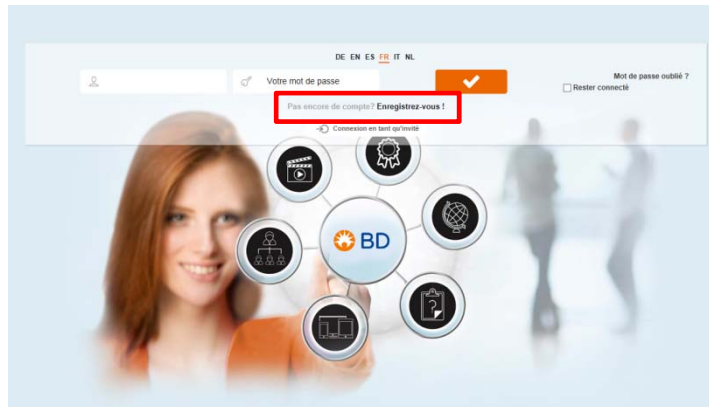 DE EN ES FR IT NL
Votre mot de passe
Mot de passe oublié ?
Rester connecté
Pas encore de compte? Enregistrez-vous !
Connexion en tant qu'invité
BD
?